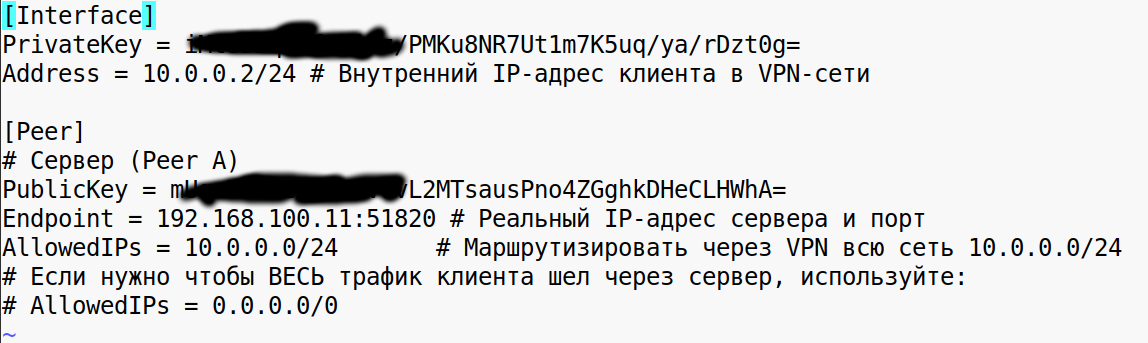 [Interface]
PrivateKey = /PMKu8NR7Ut1m7K5uq/ya/rDzt0g=
Address = 10.0.0.2/24 # Внутренний IP-адрес клиента в VPN-сети
[Peer]
# Сервер (Peer A)
PublicKey = L2MTsausPno4ZGghkDHeCLHWhA=
Endpoint = 192.168.100.11:51820 # Реальный IP-адрес сервера и порт
AllowedIPs = 10.0.0.0/24 # Маршрутизировать через VPN всю сеть 10.0.0.0/24
# Если нужно чтобы ВЕСЬ трафик клиента шел через сервер, используйте:
# AllowedIPs = 0.0.0.0/0
~